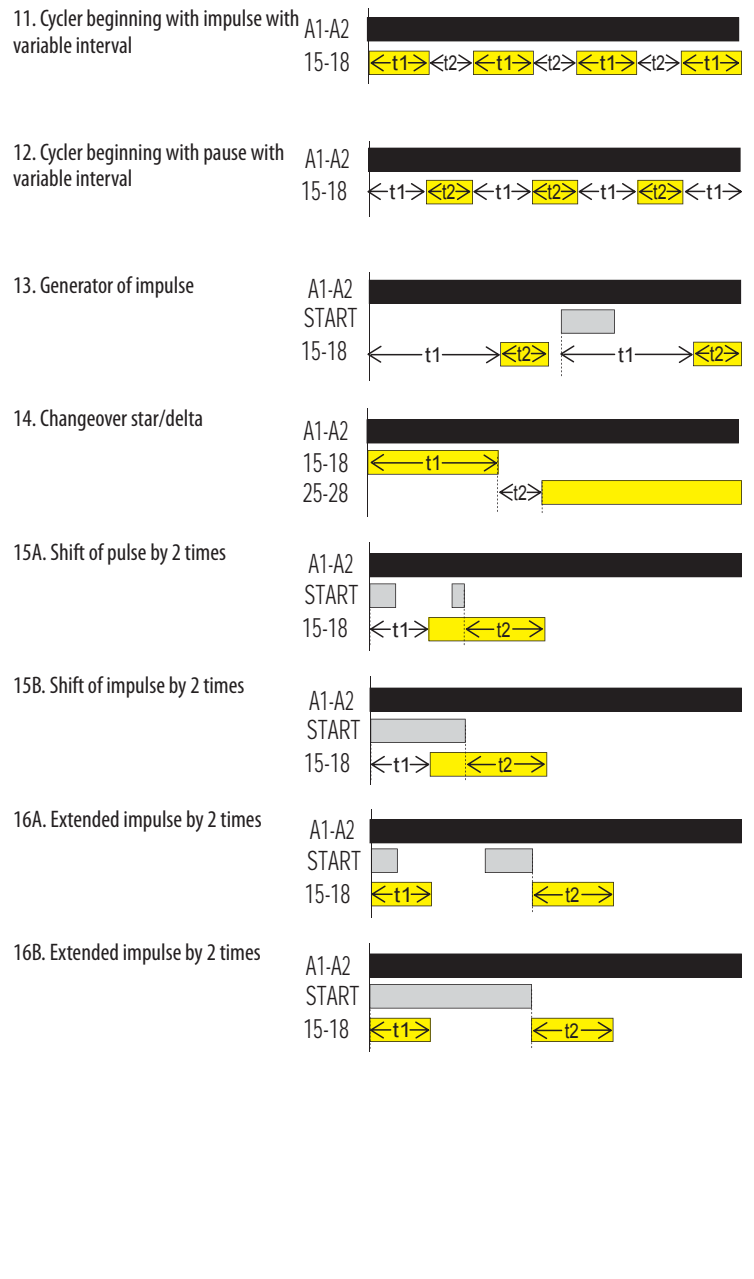 11. Cycler beginning with impulse with
variable interval
A1-A2
15-18
t1 t2 t1 t2 t1 t2 t1
12. Cycler beginning with pause with
variable interval
A1-A2
15-18
t1 t2 t1 t2 t1 t2 t1
13. Generator of impulse
A1-A2
START
15-18
t1 t2 t1 t2
14. Changeover star/delta
A1-A2
15-18
t1
25-28
t2
15A. Shift of pulse by 2 times
A1-A2
START
15-18
t1 t2
15B. Shift of impulse by 2 times
A1-A2
START
15-18
t1 t2
16A. Extended impulse by 2 times
A1-A2
START
15-18
t1 t2
16B. Extended impulse by 2 times
A1-A2
START
15-18
t1 t2